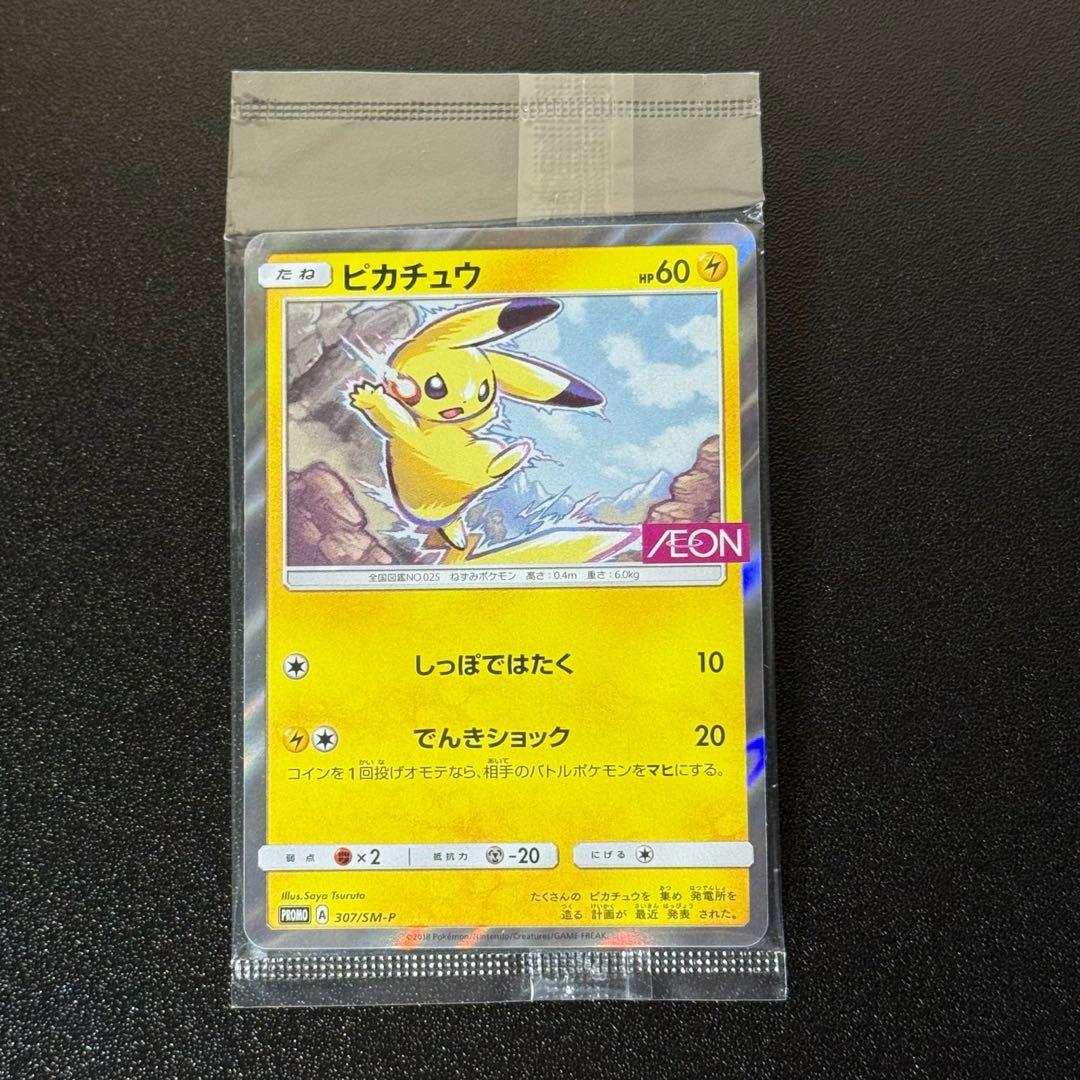 たね ピカチュウ HP60
ÆON
全国図鑑NO.025 ねずみポケモン 高さ：0.4m 重さ：6.0kg
しっぽではたく 10
でんきショック 20
コインを1回投げオモテなら、相手のバトルポケモンをマヒにする。
弱点 ×2 抵抗力 -20 にげる
Illus.Saya Tsuruta
PROMO A 307/SM-P
たくさんの ピカチュウを 集め 発電所を
造る 計画が 最近 発表 された。
©2018 Pokémon/Nintendo/Creatures/GAME FREAK.